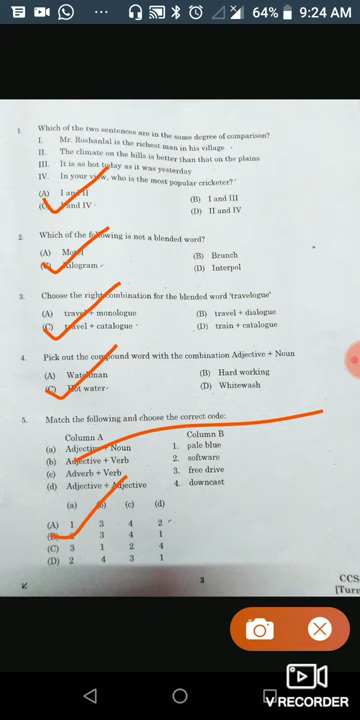 64% 9:24 AM
1. Which of the two sentences are in the same degree of comparison?
I. Mr. Roshanlal is the richest man in his village
II. The climate on the hills is better than that on the plains
III. It is as hot today as it was yesterday
IV. In your view, who is the most popular cricketer?
(A) I and II (B) I and III
(C) I and IV (D) II and IV
2. Which of the following is not a blended word?
(A) Motel (B) Brunch
(C) Kilogram (D) Interpol
3. Choose the right combination for the blended word 'travelogue'
(A) travel + monologue (B) travel + dialogue
(C) travel + catalogue (D) train + catalogue
4. Pick out the compound word with the combination Adjective + Noun
(A) Watchman (B) Hard working
(C) Hot water (D) Whitewash
5. Match the following and choose the correct code:
Column A Column B
(a) Adjective + Noun 1. pale blue
(b) Adjective + Verb 2. software
(c) Adverb + Verb 3. free drive
(d) Adjective + Adjective 4. downcast
(a) (b) (c) (d)
(A) 1 3 4 2
(B) 3 4 1
(C) 3 1 2 4
(D) 2 4 3 1
3
CCS
[Turn
V RECORDER